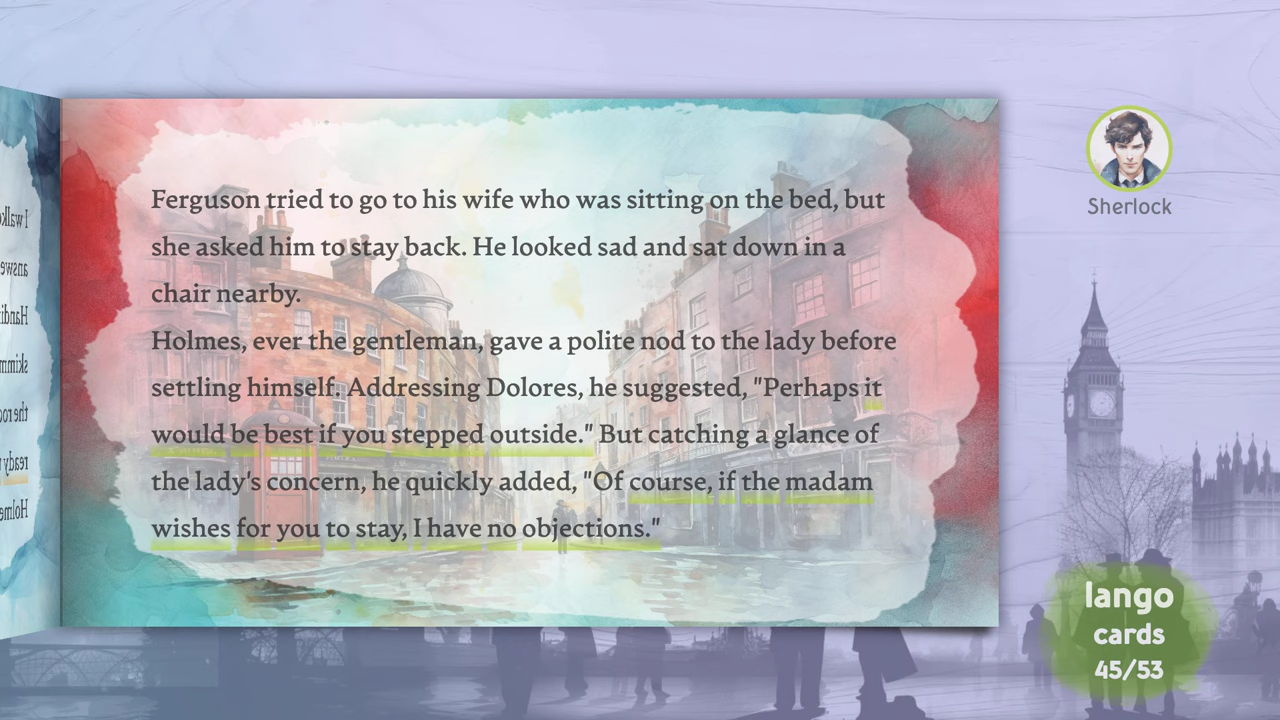 Ferguson tried to go to his wife who was sitting on the bed, but
she asked him to stay back. He looked sad and sat down in a
chair nearby.
Holmes, ever the gentleman, gave a polite nod to the lady before
settling himself. Addressing Dolores, he suggested, "Perhaps it
would be best if you stepped outside." But catching a glance of
the lady's concern, he quickly added, "Of course, if the madam
wishes for you to stay, I have no objections."
Sherlock
lango
cards
45/53